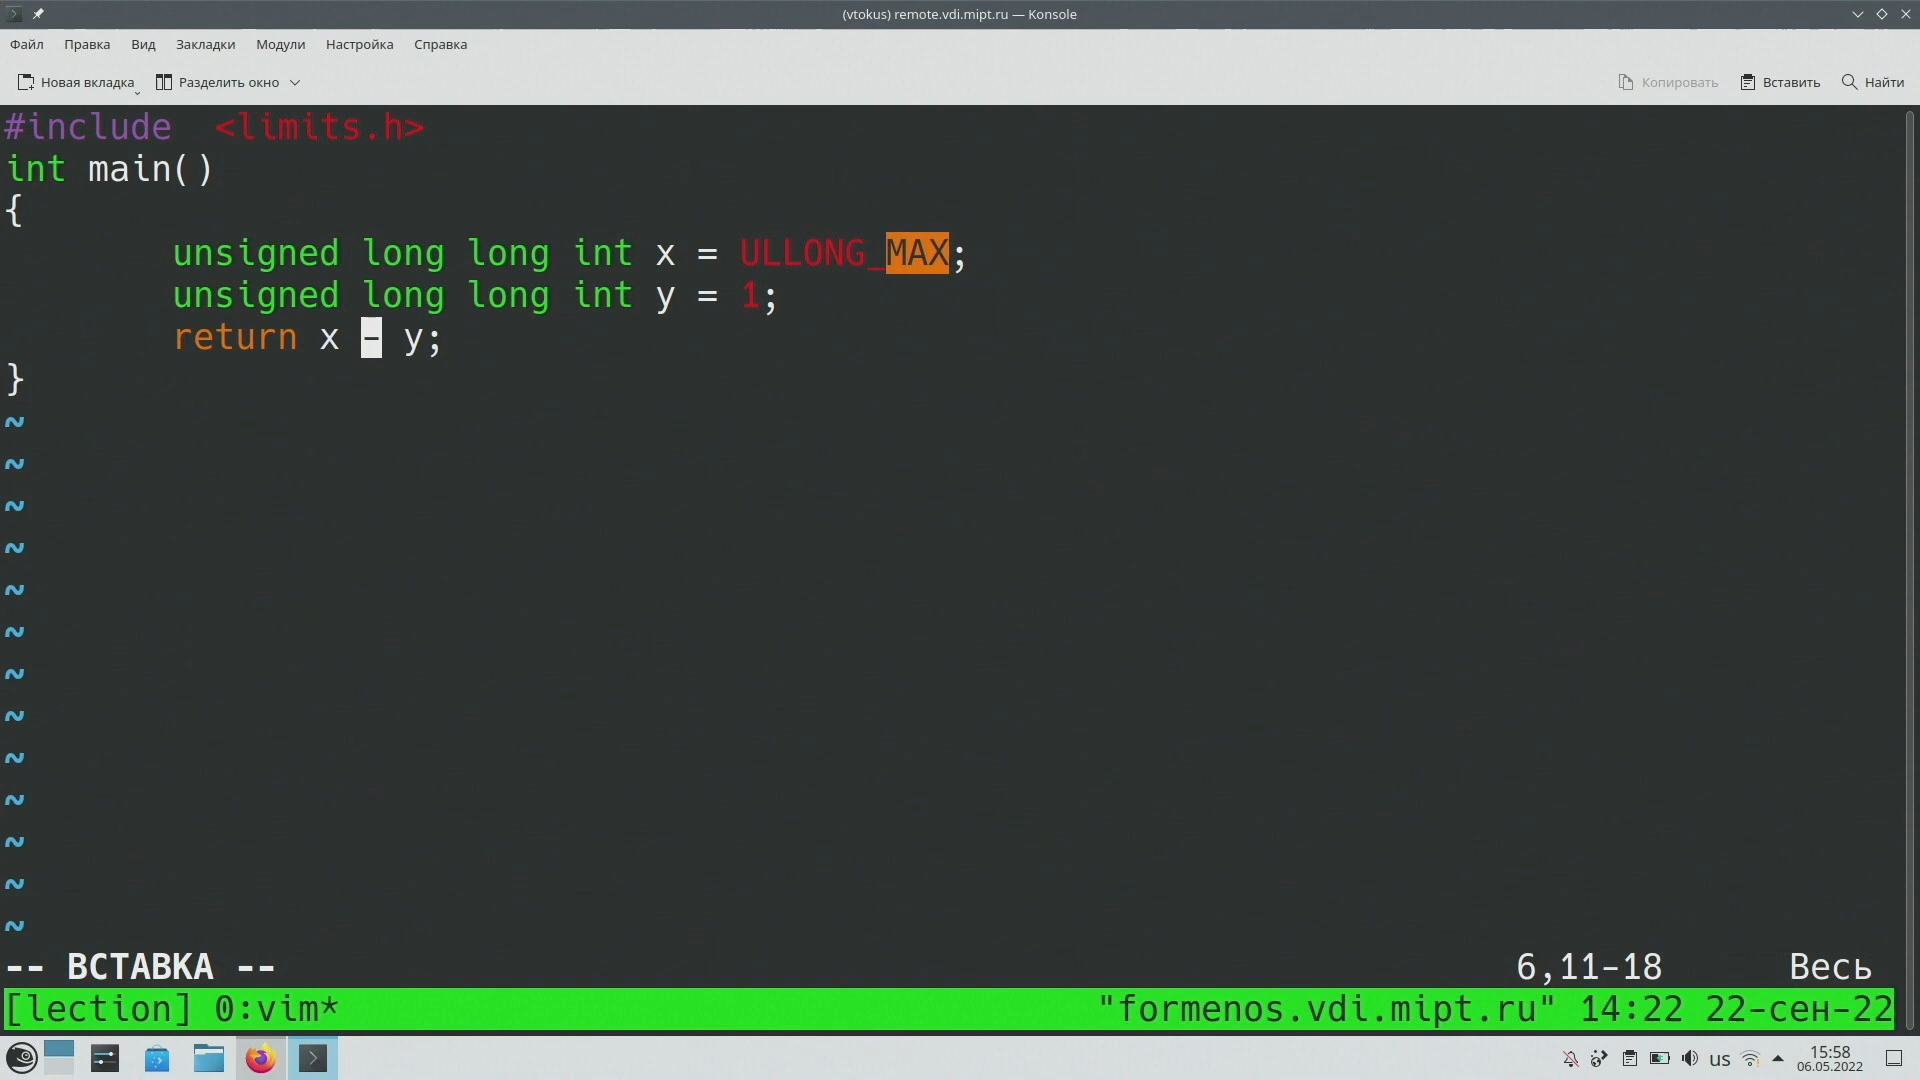 (vtokus) remote.vdi.mipt.ru — Konsole
Файл Правка Вид Закладки Модули Настройка Справка
Новая вкладка Разделить окно Копировать Вставить Найти
#include  <limits.h>
int main()
{
        unsigned long long int x = ULLONG_MAX;
        unsigned long long int y = 1;
        return x - y;
}
~
~
~
~
~
~
~
~
~
~
~
~
~
-- ВСТАВКА -- 6,11-18 Весь
[lection] 0:vim* "formenos.vdi.mipt.ru" 14:22 22-сен-22
us 15:58
06.05.2022